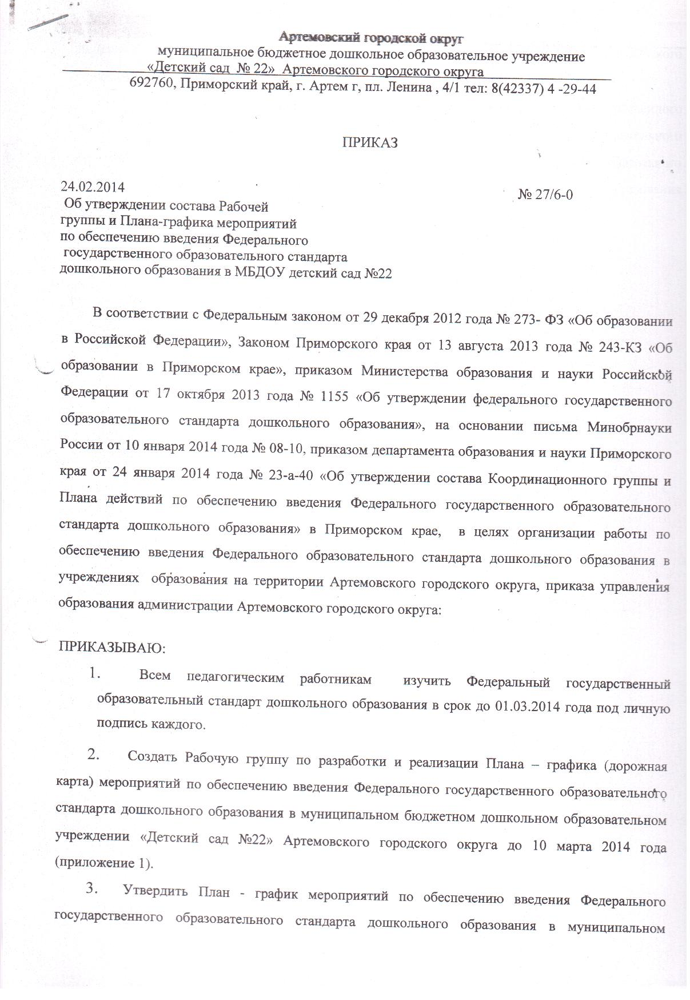 Артемовский городской округ
муниципальное бюджетное дошкольное образовательное учреждение
«Детский сад № 22» Артемовского городского округа
692760, Приморский край, г. Артем г, пл. Ленина , 4/1 тел: 8(42337) 4 -29-44
ПРИКАЗ
24.02.2014
№ 27/6-0
Об утверждении состава Рабочей
группы и Плана-графика мероприятий
по обеспечению введения Федерального
государственного образовательного стандарта
дошкольного образования в МБДОУ детский сад №22
В соответствии с Федеральным законом от 29 декабря 2012 года № 273- ФЗ «Об образовании
в Российской Федерации», Законом Приморского края от 13 августа 2013 года № 243-КЗ «Об
образовании в Приморском крае», приказом Министерства образования и науки Российской
Федерации от 17 октября 2013 года № 1155 «Об утверждении федерального государственного
образовательного стандарта дошкольного образования», на основании письма Минобрнауки
России от 10 января 2014 года № 08-10, приказом департамента образования и науки Приморского
края от 24 января 2014 года № 23-а-40 «Об утверждении состава Координационного группы и
Плана действий по обеспечению введения Федерального государственного образовательного
стандарта дошкольного образования» в Приморском крае, в целях организации работы по
обеспечению введения Федерального образовательного стандарта дошкольного образования в
учреждениях образования на территории Артемовского городского округа, приказа управления
образования администрации Артемовского городского округа:
ПРИКАЗЫВАЮ:
1. Всем педагогическим работникам изучить Федеральный государственный
образовательный стандарт дошкольного образования в срок до 01.03.2014 года под личную
подпись каждого.
2. Создать Рабочую группу по разработки и реализации Плана – графика (дорожная
карта) мероприятий по обеспечению введения Федерального государственного образовательного
стандарта дошкольного образования в муниципальном бюджетном дошкольном образовательном
учреждении «Детский сад №22» Артемовского городского округа до 10 марта 2014 года
(приложение 1).
3. Утвердить План - график мероприятий по обеспечению введения Федерального
государственного образовательного стандарта дошкольного образования в муниципальном